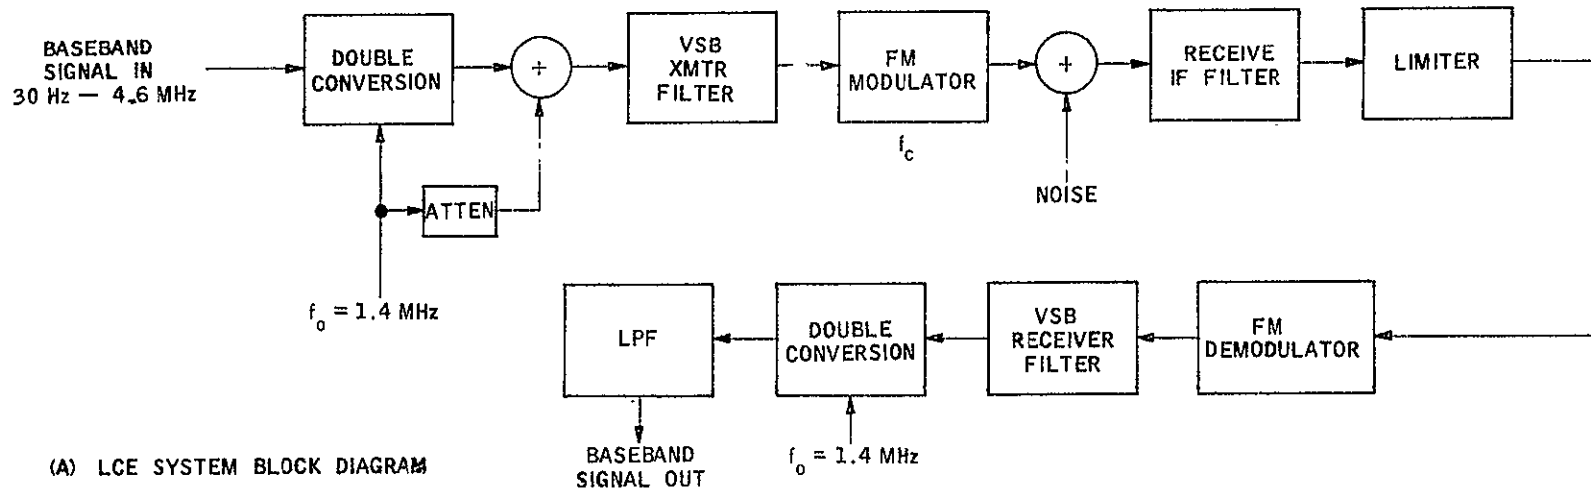 BASEBAND
SIGNAL IN
30 Hz — 4.6 MHz
DOUBLE
CONVERSION
+
VSB
XMTR
FILTER
FM
MODULATOR
f_c
+
NOISE
RECEIVE
IF FILTER
LIMITER
ATTEN
f_o = 1.4 MHz
LPF
DOUBLE
CONVERSION
VSB
RECEIVER
FILTER
FM
DEMODULATOR
BASEBAND
SIGNAL OUT
f_o = 1.4 MHz
(A) LCE SYSTEM BLOCK DIAGRAM